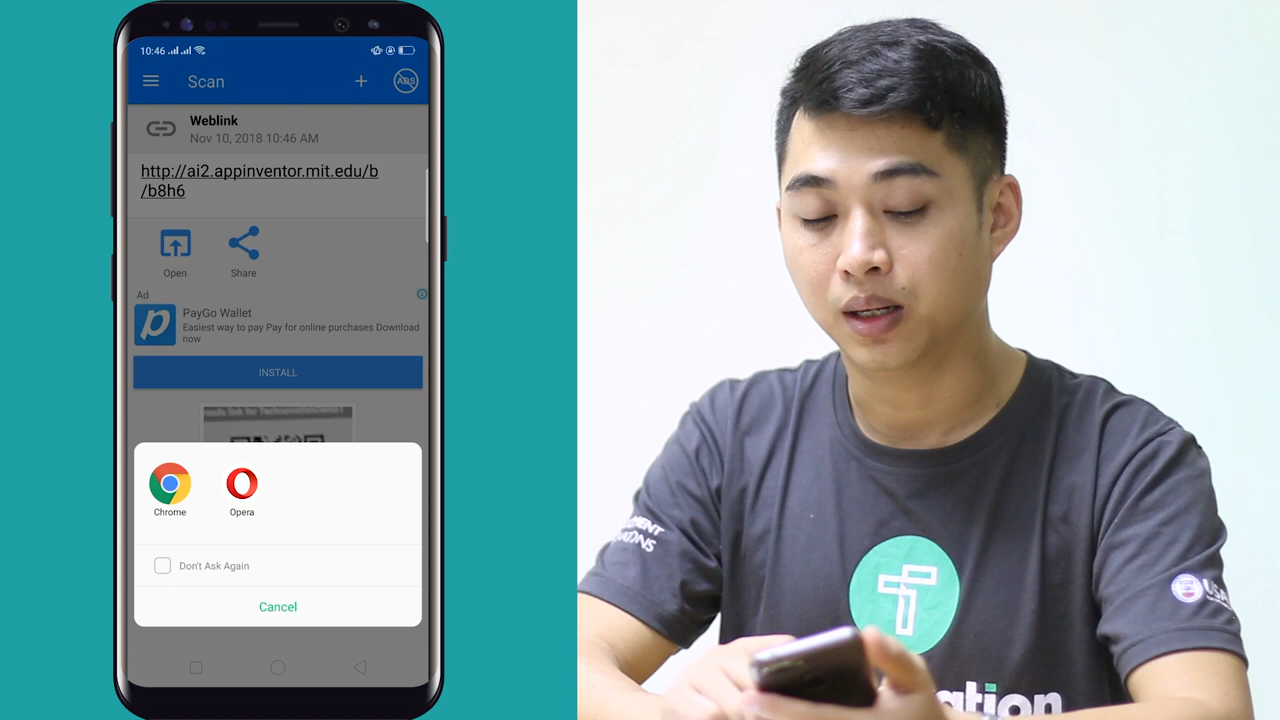 10:46
Scan
ADS
Weblink
Nov 10, 2018 10:46 AM
http://ai2.appinventor.mit.edu/b
/b8h6
Open
Share
Ad
PayGo Wallet
Easiest way to pay Pay for online purchases Download
now
INSTALL
Chrome
Opera
Don't Ask Again
Cancel